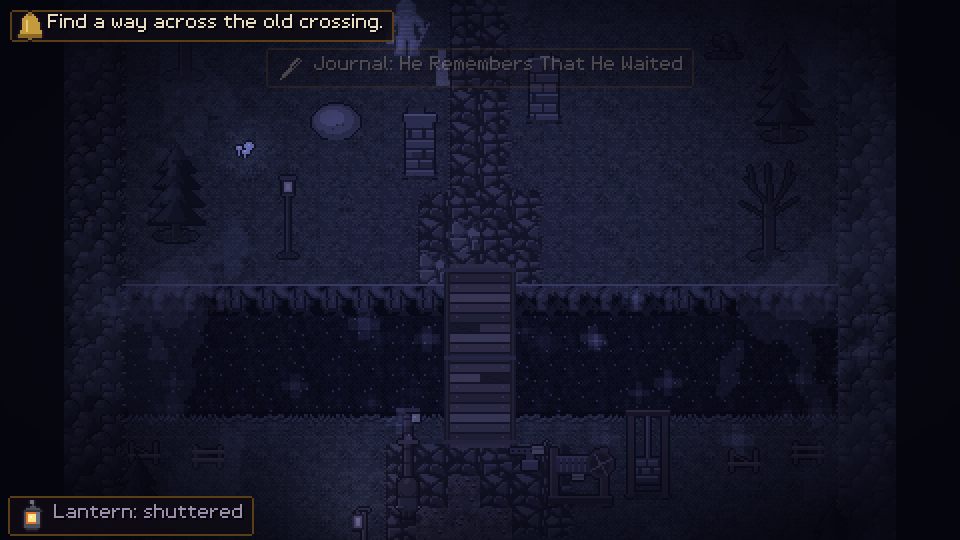 Find a way across the old crossing.
Journal: He Remembers That He Waited
Lantern: shuttered